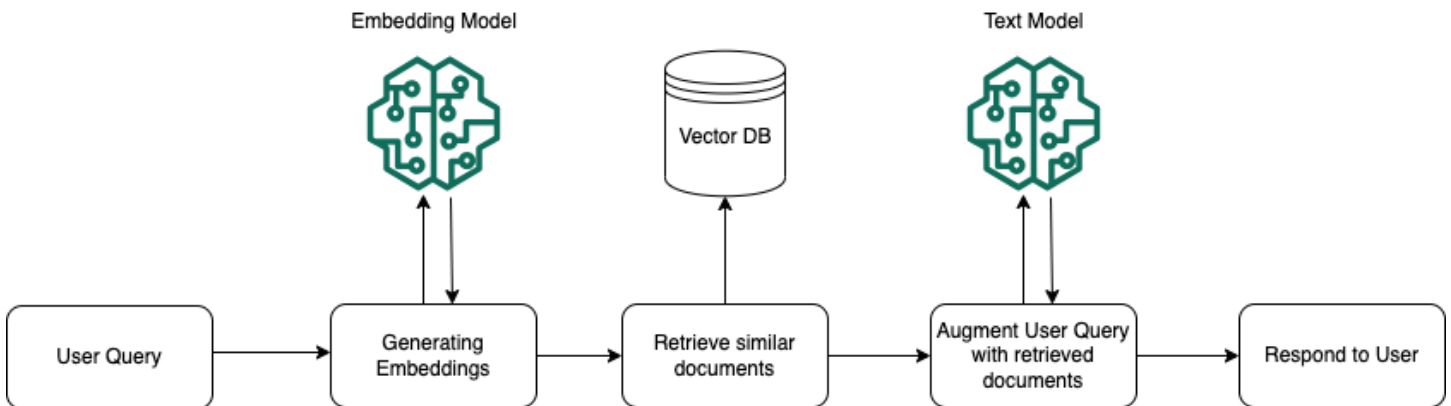 Embedding Model
Text Model
Vector DB
User Query
Generating
Embeddings
Retrieve similar
documents
Augment User Query
with retrieved
documents
Respond to User